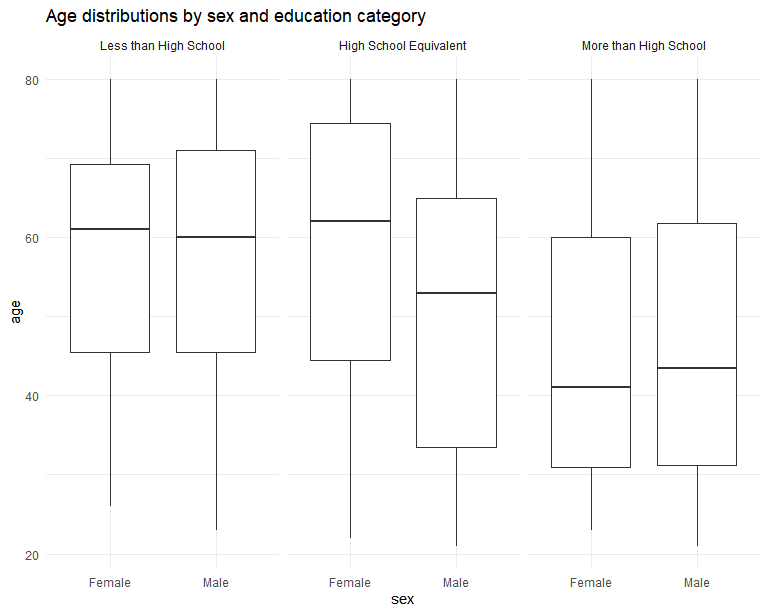 Age distributions by sex and education category
Less than High School
High School Equivalent
More than High School
80
60
40
20
age
Female
Male
Female
Male
Female
Male
sex